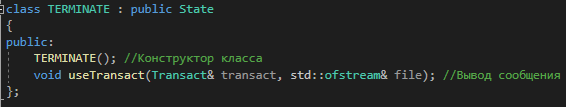 class TERMINATE : public State
{
public:
TERMINATE(); //Конструктор класса
void useTransact(Transact& transact, std::ofstream& file); //Вывод сообщения
};